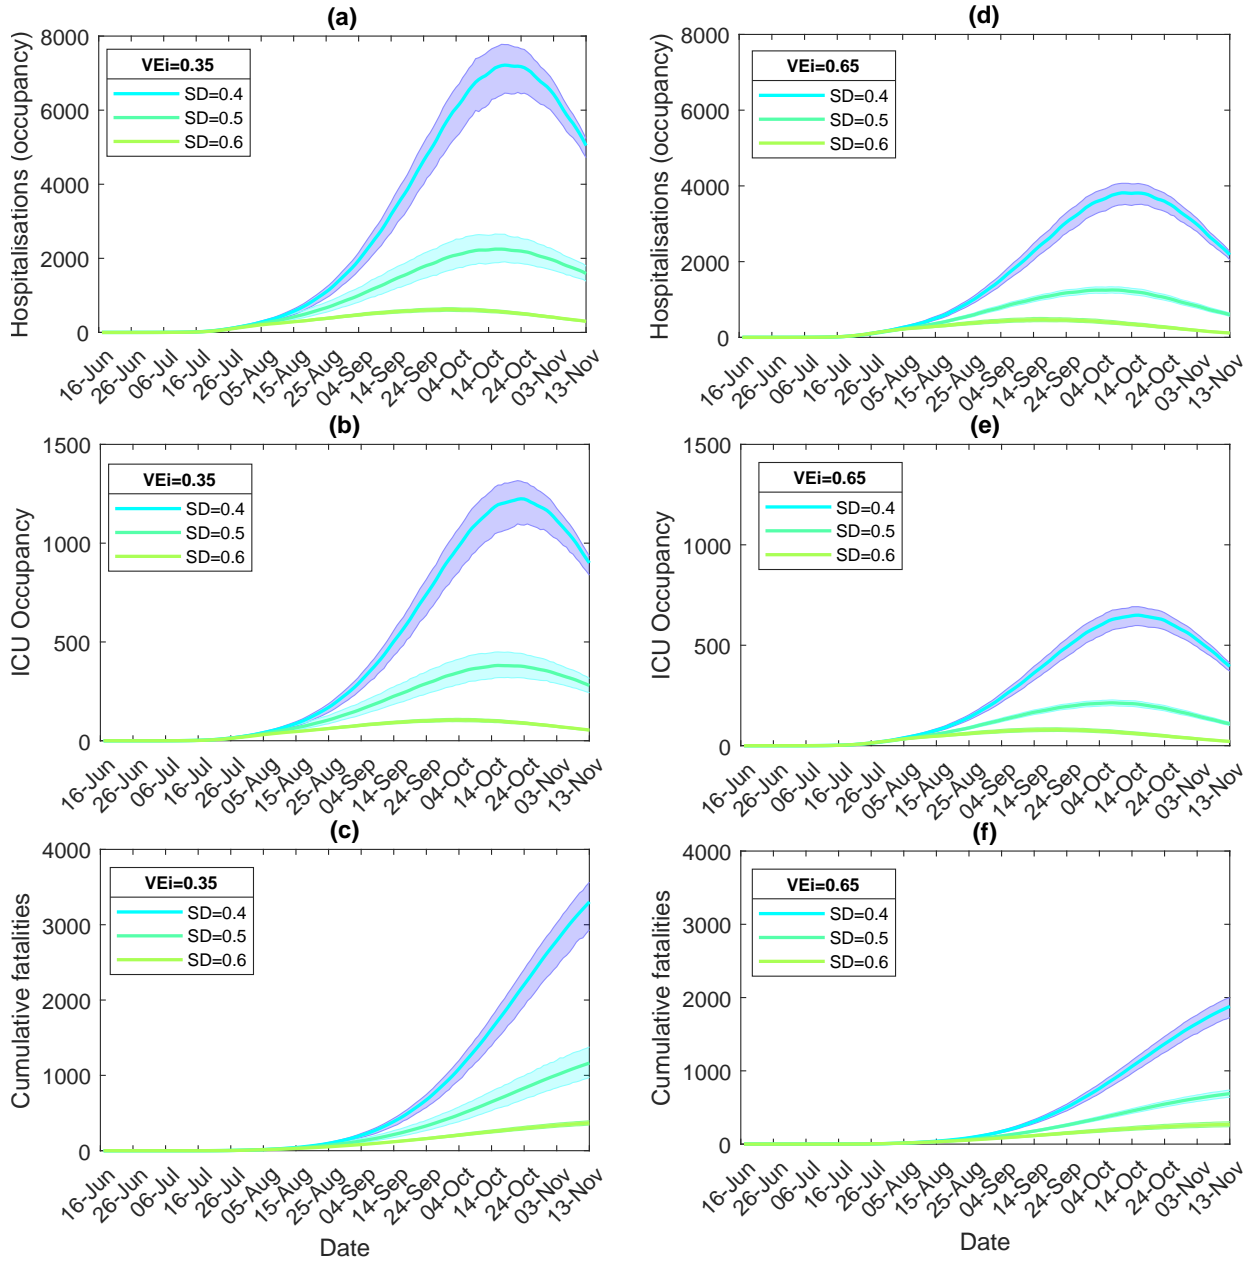 (a)
Hospitalisations (occupancy)
8000
6000
4000
2000
0
VEi=0.35
SD=0.4
SD=0.5
SD=0.6
16-Jun
26-Jun
06-Jul
16-Jul
26-Jul
05-Aug
15-Aug
25-Aug
04-Sep
14-Sep
24-Sep
04-Oct
14-Oct
24-Oct
03-Nov
13-Nov
(d)
Hospitalisations (occupancy)
8000
6000
4000
2000
0
VEi=0.65
SD=0.4
SD=0.5
SD=0.6
16-Jun
26-Jun
06-Jul
16-Jul
26-Jul
05-Aug
15-Aug
25-Aug
04-Sep
14-Sep
24-Sep
04-Oct
14-Oct
24-Oct
03-Nov
13-Nov
(b)
ICU Occupancy
1500
1000
500
0
VEi=0.35
SD=0.4
SD=0.5
SD=0.6
16-Jun
26-Jun
06-Jul
16-Jul
26-Jul
05-Aug
15-Aug
25-Aug
04-Sep
14-Sep
24-Sep
04-Oct
14-Oct
24-Oct
03-Nov
13-Nov
(e)
ICU Occupancy
1500
1000
500
0
VEi=0.65
SD=0.4
SD=0.5
SD=0.6
16-Jun
26-Jun
06-Jul
16-Jul
26-Jul
05-Aug
15-Aug
25-Aug
04-Sep
14-Sep
24-Sep
04-Oct
14-Oct
24-Oct
03-Nov
13-Nov
(c)
Cumulative fatalities
4000
3000
2000
1000
0
VEi=0.35
SD=0.4
SD=0.5
SD=0.6
16-Jun
26-Jun
06-Jul
16-Jul
26-Jul
05-Aug
15-Aug
25-Aug
04-Sep
14-Sep
24-Sep
04-Oct
14-Oct
24-Oct
03-Nov
13-Nov
Date
(f)
Cumulative fatalities
4000
3000
2000
1000
0
VEi=0.65
SD=0.4
SD=0.5
SD=0.6
16-Jun
26-Jun
06-Jul
16-Jul
26-Jul
05-Aug
15-Aug
25-Aug
04-Sep
14-Sep
24-Sep
04-Oct
14-Oct
24-Oct
03-Nov
13-Nov
Date